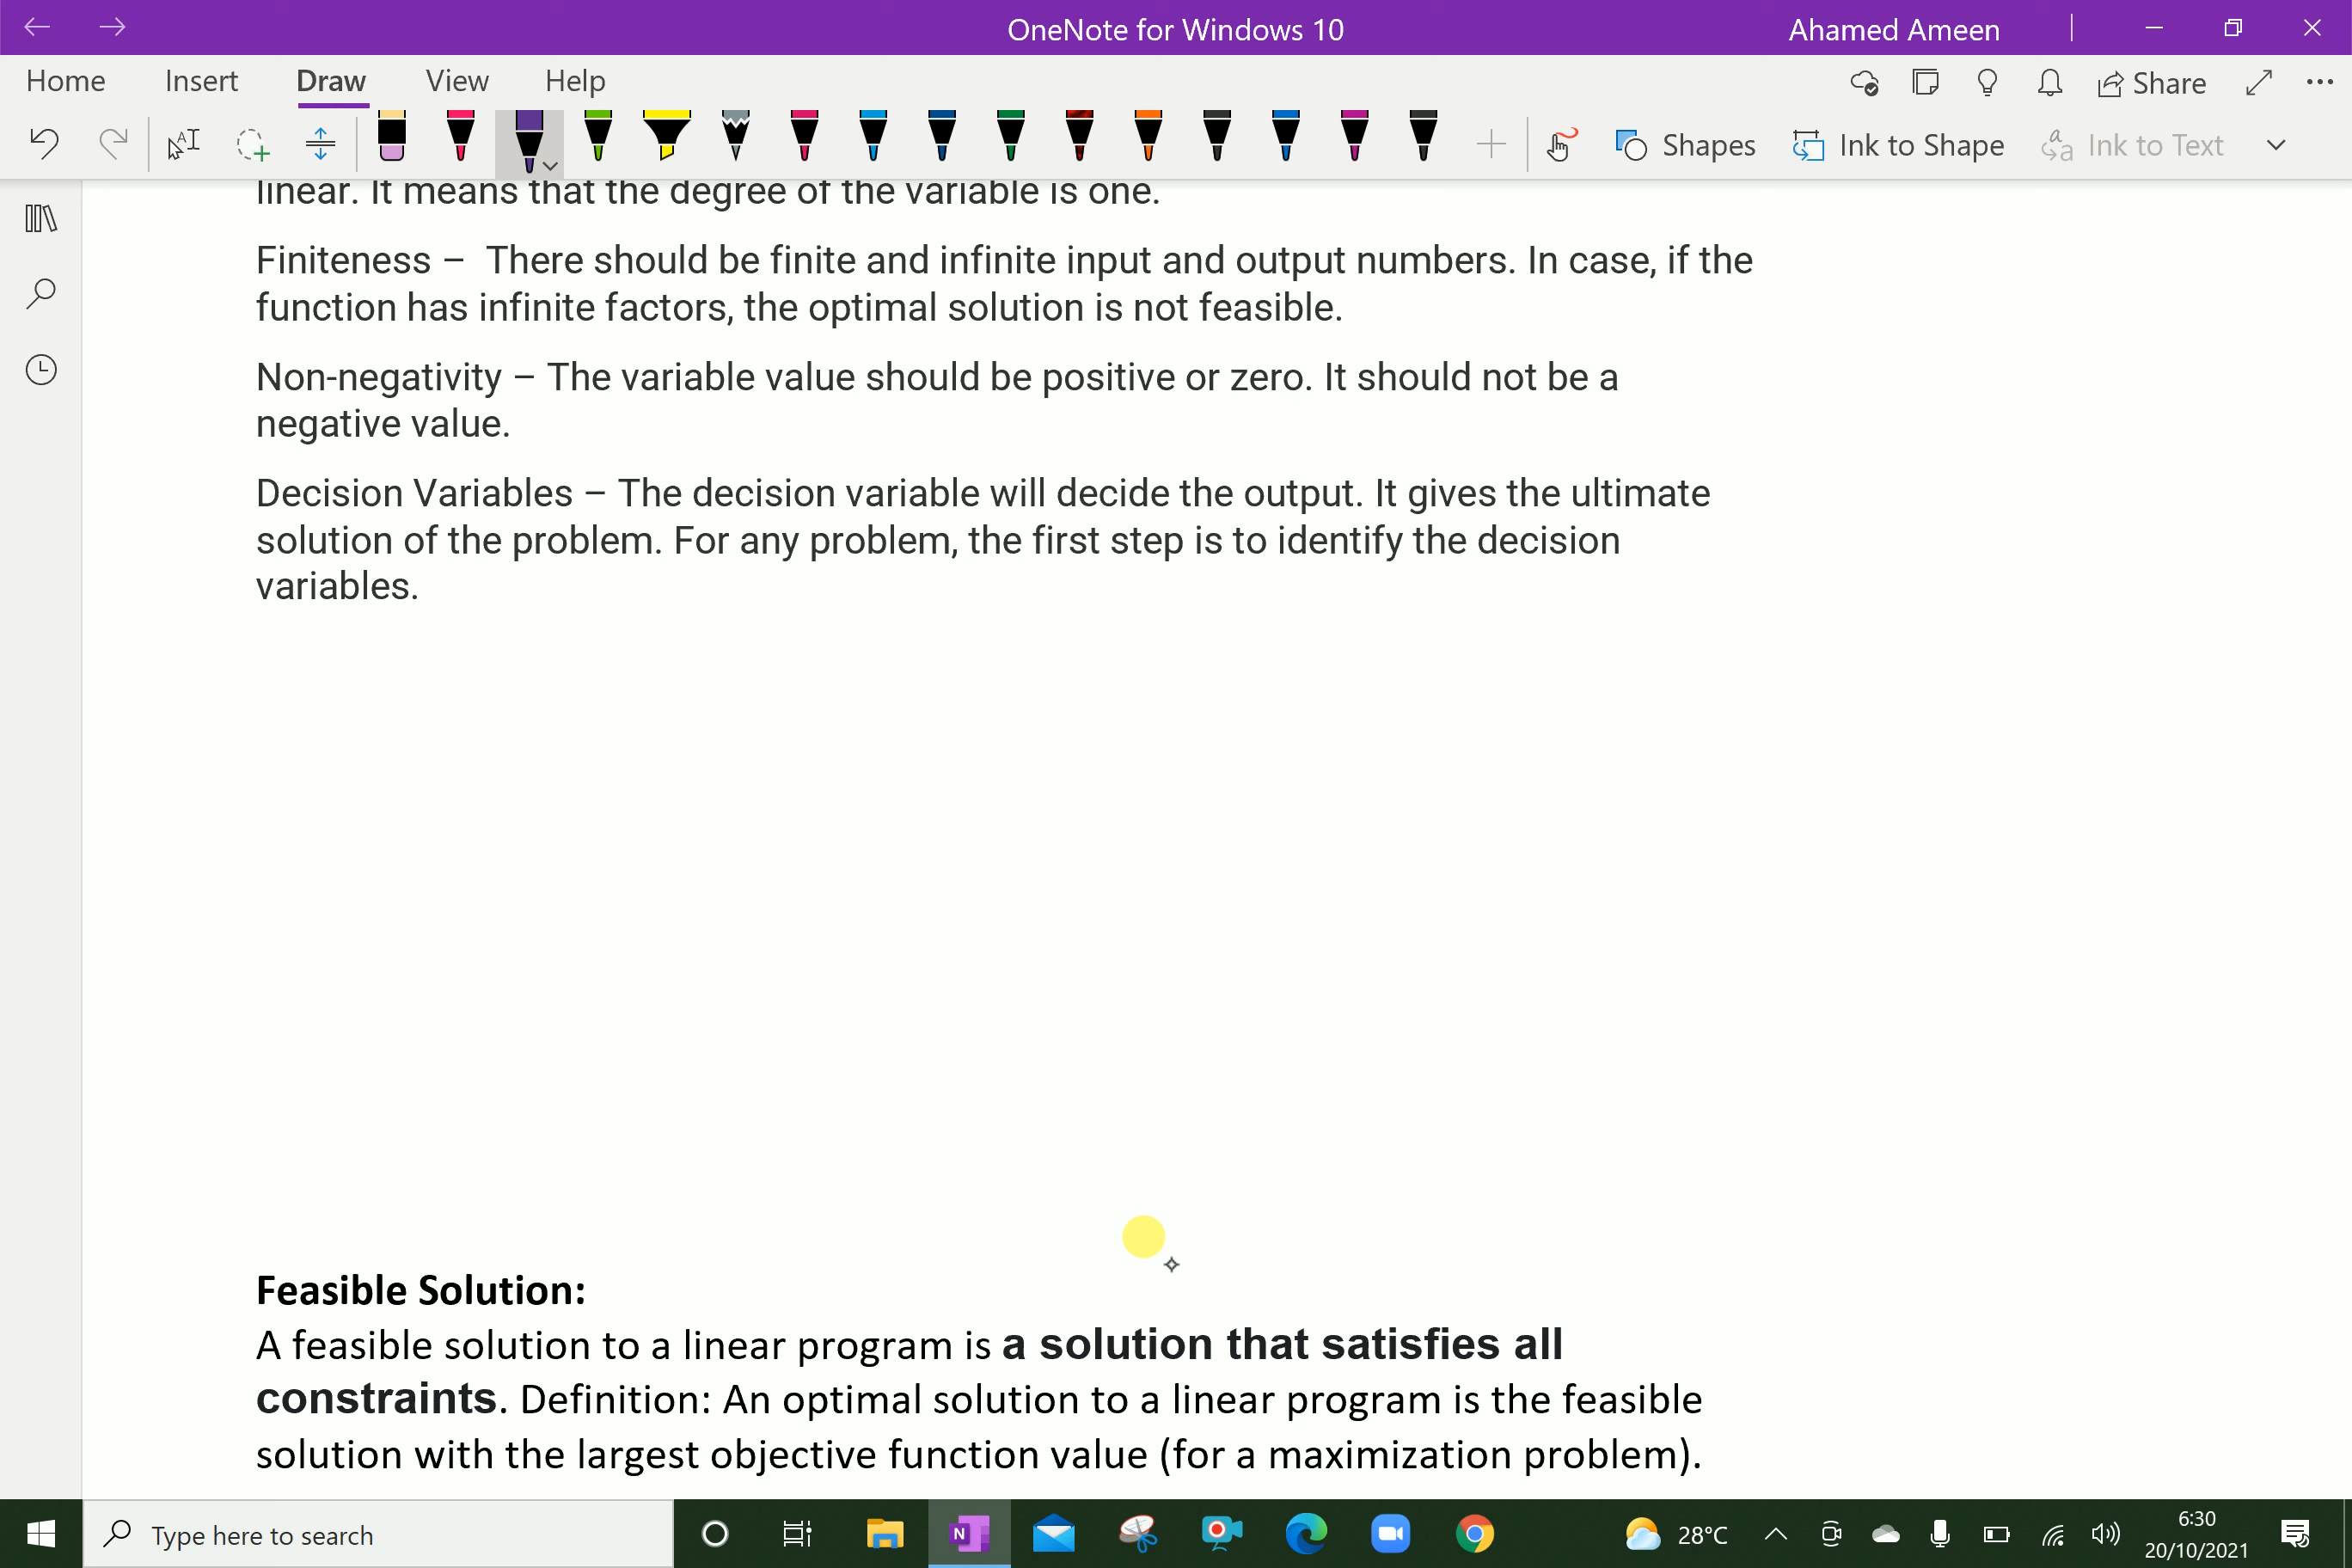 OneNote for Windows 10
Ahamed Ameen
Home Insert Draw View Help
Share
Shapes Ink to Shape Ink to Text
linear. It means that the degree of the variable is one.
Finiteness – There should be finite and infinite input and output numbers. In case, if the
function has infinite factors, the optimal solution is not feasible.
Non-negativity – The variable value should be positive or zero. It should not be a
negative value.
Decision Variables – The decision variable will decide the output. It gives the ultimate
solution of the problem. For any problem, the first step is to identify the decision
variables.
Feasible Solution:
A feasible solution to a linear program is a solution that satisfies all
constraints. Definition: An optimal solution to a linear program is the feasible
solution with the largest objective function value (for a maximization problem).
Type here to search
28°C
6:30
20/10/2021